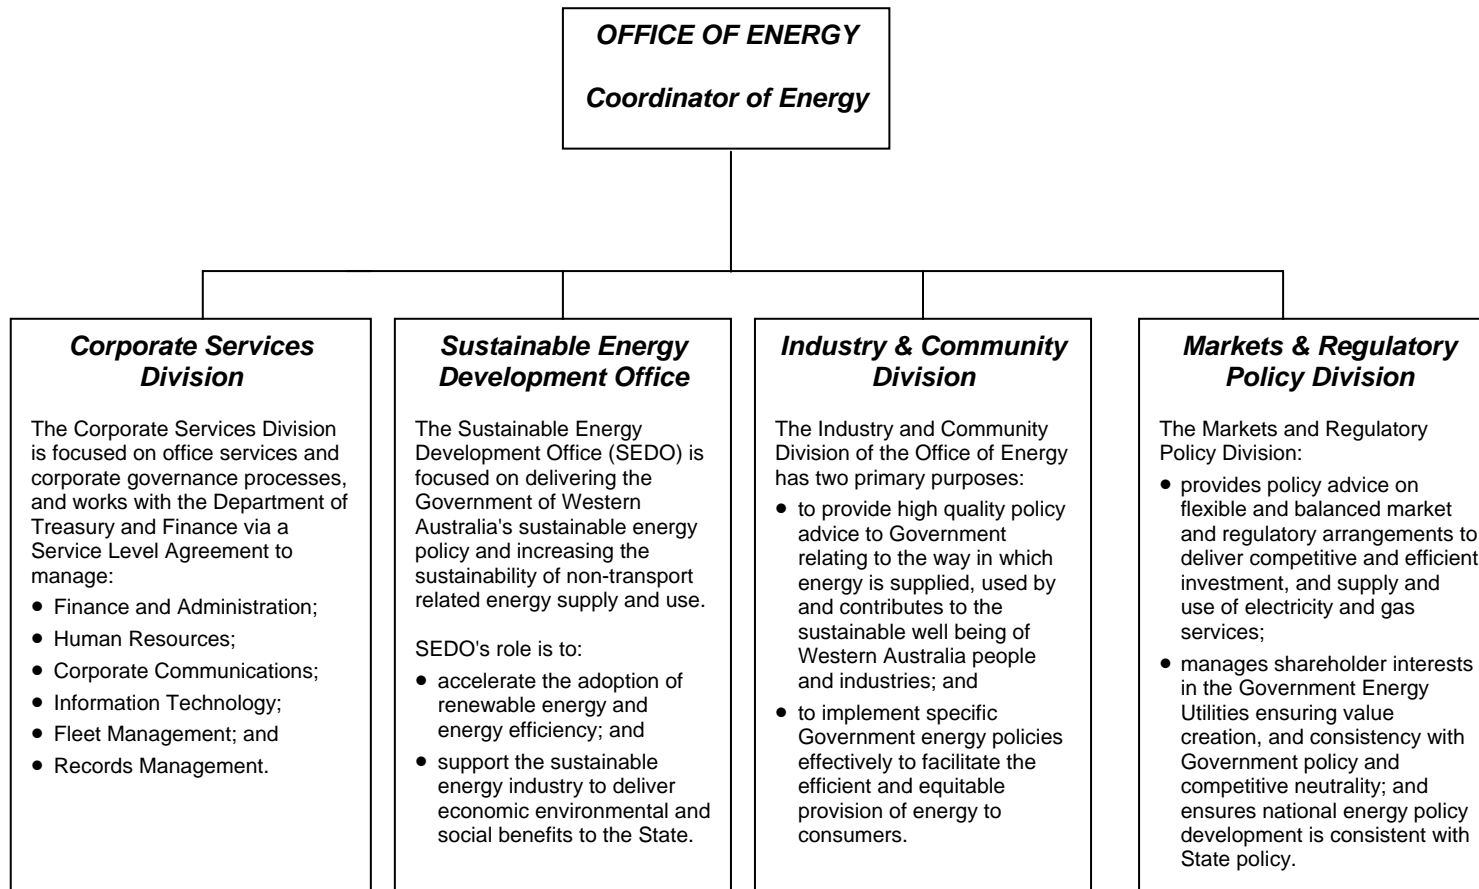 OFFICE OF ENERGY
Coordinator of Energy
Corporate Services
Division
The Corporate Services Division
is focused on office services and
corporate governance processes,
and works with the Department of
Treasury and Finance via a
Service Level Agreement to
manage:
• Finance and Administration;
• Human Resources;
• Corporate Communications;
• Information Technology;
• Fleet Management; and
• Records Management.
Sustainable Energy
Development Office
The Sustainable Energy
Development Office (SEDO) is
focused on delivering the
Government of Western
Australia's sustainable energy
policy and increasing the
sustainability of non-transport
related energy supply and use.
SEDO's role is to:
• accelerate the adoption of
renewable energy and
energy efficiency; and
• support the sustainable
energy industry to deliver
economic environmental and
social benefits to the State.
Industry & Community
Division
The Industry and Community
Division of the Office of Energy
has two primary purposes:
• to provide high quality policy
advice to Government
relating to the way in which
energy is supplied, used by
and contributes to the
sustainable well being of
Western Australia people
and industries; and
• to implement specific
Government energy policies
effectively to facilitate the
efficient and equitable
provision of energy to
consumers.
Markets & Regulatory
Policy Division
The Markets and Regulatory
Policy Division:
• provides policy advice on
flexible and balanced market
and regulatory arrangements to
deliver competitive and efficient
investment, and supply and
use of electricity and gas
services;
• manages shareholder interests
in the Government Energy
Utilities ensuring value
creation, and consistency with
Government policy and
competitive neutrality; and
ensures national energy policy
development is consistent with
State policy.